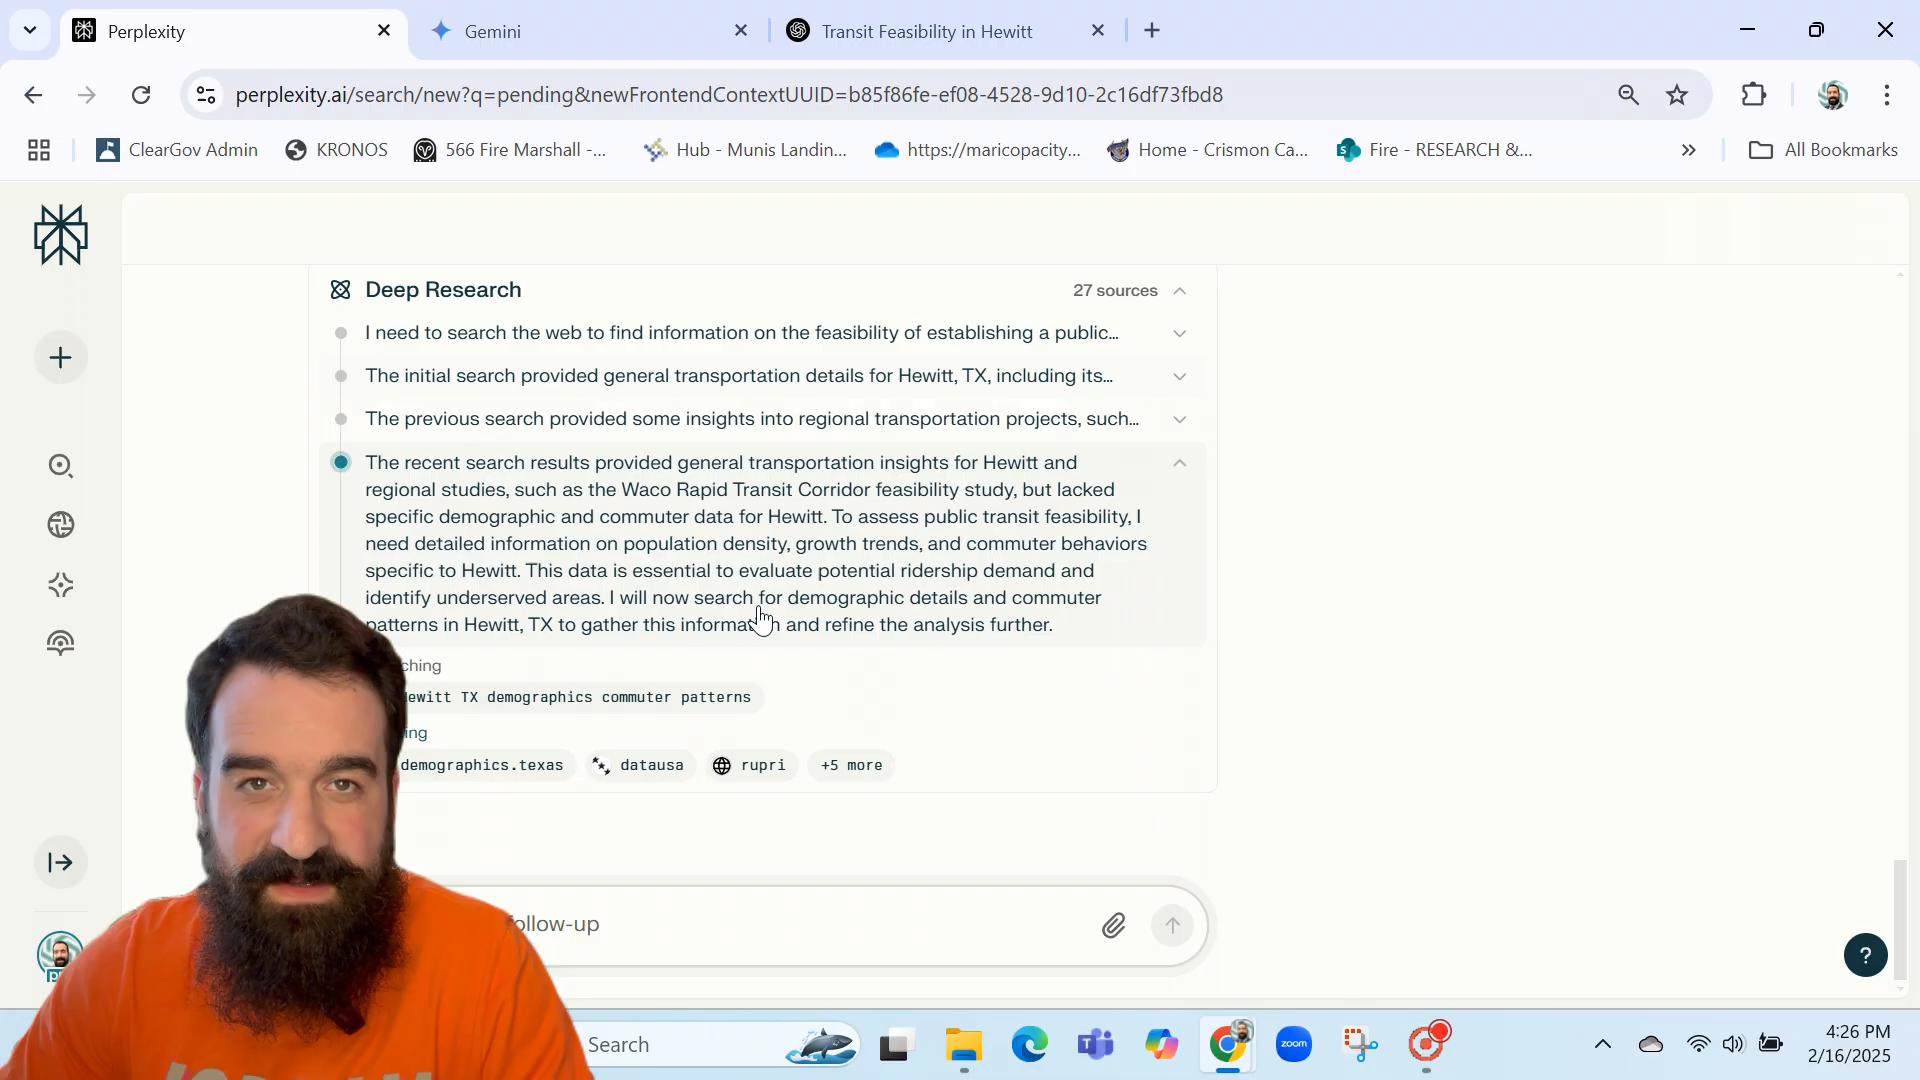 Perplexity
Gemini
Transit Feasibility in Hewitt
perplexity.ai/search/new?q=pending&newFrontendContextUUID=b85f86fe-ef08-4528-9d10-2c16df73fbd8
ClearGov Admin
KRONOS
566 Fire Marshall -...
Hub - Munis Landin...
https://maricopacity...
Home - Crismon Ca...
Fire - RESEARCH &...
All Bookmarks
Deep Research
27 sources
I need to search the web to find information on the feasibility of establishing a public...
The initial search provided general transportation details for Hewitt, TX, including its...
The previous search provided some insights into regional transportation projects, such...
The recent search results provided general transportation insights for Hewitt and
regional studies, such as the Waco Rapid Transit Corridor feasibility study, but lacked
specific demographic and commuter data for Hewitt. To assess public transit feasibility, I
need detailed information on population density, growth trends, and commuter behaviors
specific to Hewitt. This data is essential to evaluate potential ridership demand and
identify underserved areas. I will now search for demographic details and commuter
patterns in Hewitt, TX to gather this information and refine the analysis further.
ching
ewitt TX demographics commuter patterns
ing
demographics.texas
datausa
rupri
+5 more
follow-up
?
Search
zoom
4:26 PM
2/16/2025